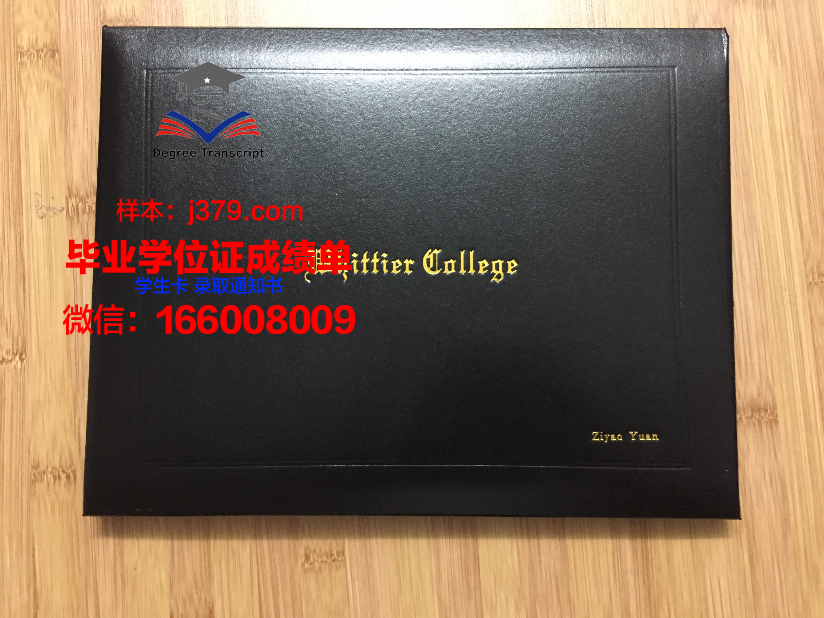 Degree Transcript
样本：j379.com
毕业学位证成绩单
Whittier College
学生卡 录取通知书
微信：166008009
Ziyao Yuan